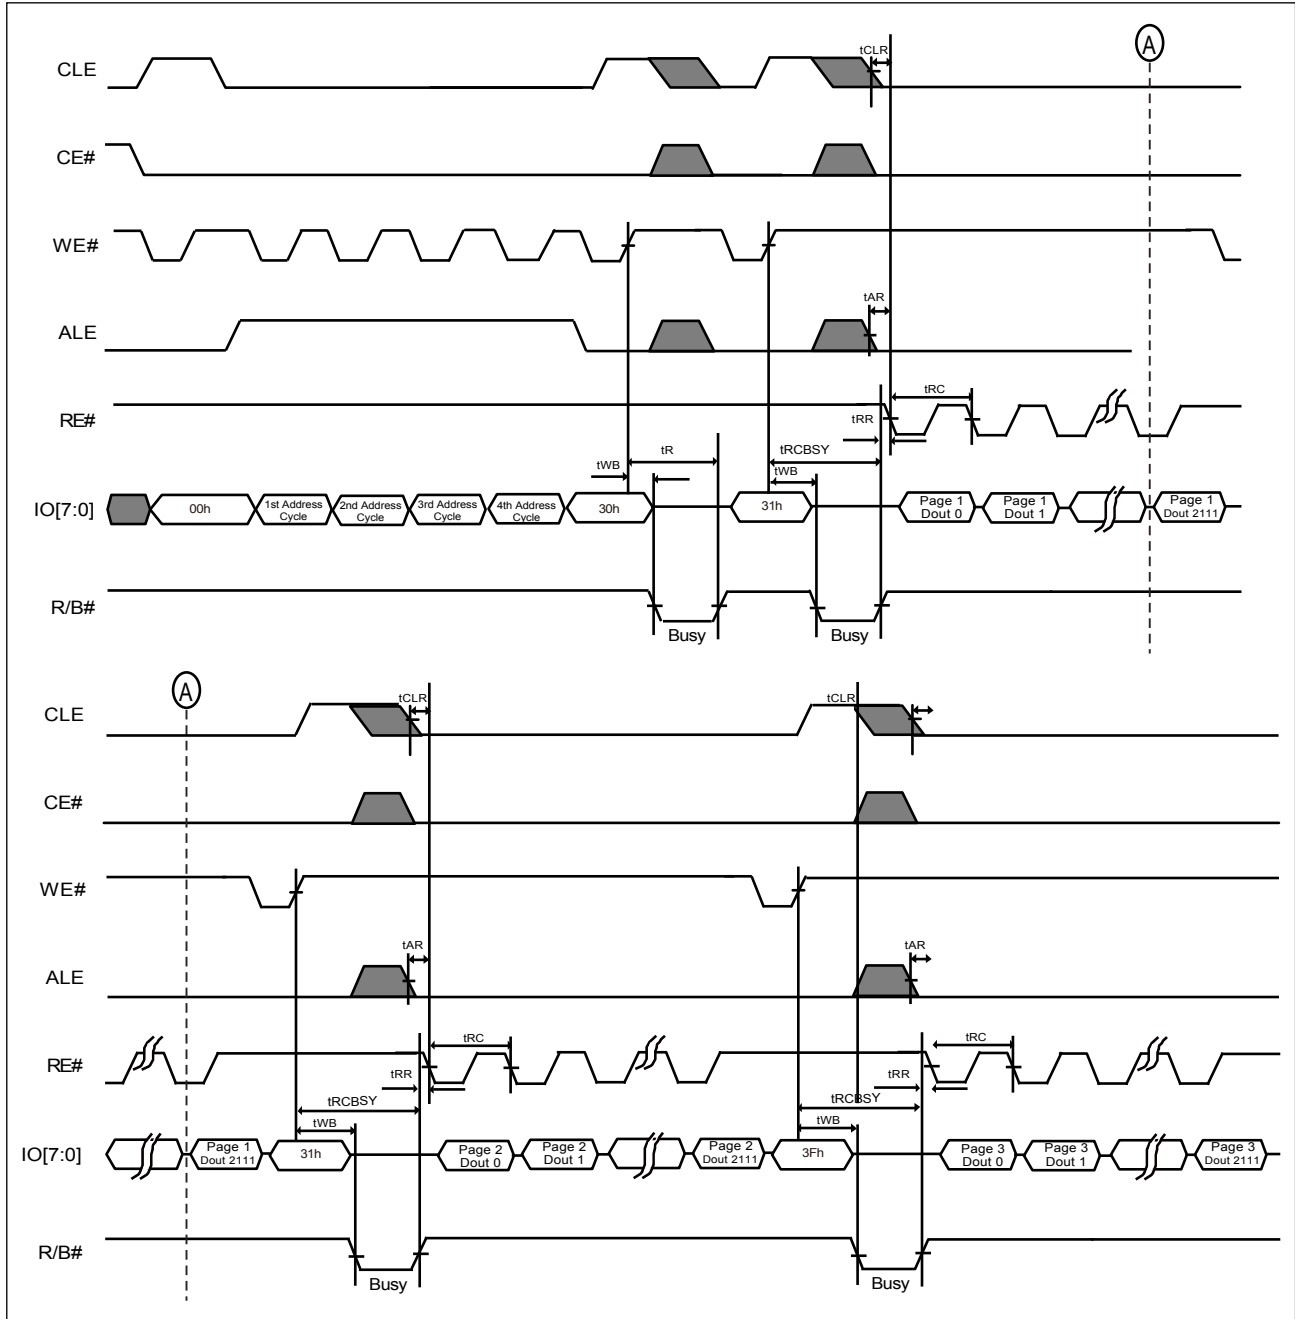 A
tCLR
CLE
CE#
WE#
tAR
ALE
tRC
RE#
tRR
tR
tRCBSY
tWB
tWB
IO[7:0]
00h
1st Address
Cycle
2nd Address
Cycle
3rd Address
Cycle
4th Address
Cycle
30h
31h
Page 1
Dout 0
Page 1
Dout 1
Page 1
Dout 2111
R/B#
Busy
Busy
A
tCLR
tCLR
CLE
CE#
WE#
tAR
tAR
ALE
tRC
tRC
RE#
tRR
tRR
tRCBSY
tRCBSY
tWB
tWB
IO[7:0]
Page 1
Dout 2111
31h
Page 2
Dout 0
Page 2
Dout 1
Page 2
Dout 2111
3Fh
Page 3
Dout 0
Page 3
Dout 1
Page 3
Dout 2111
R/B#
Busy
Busy